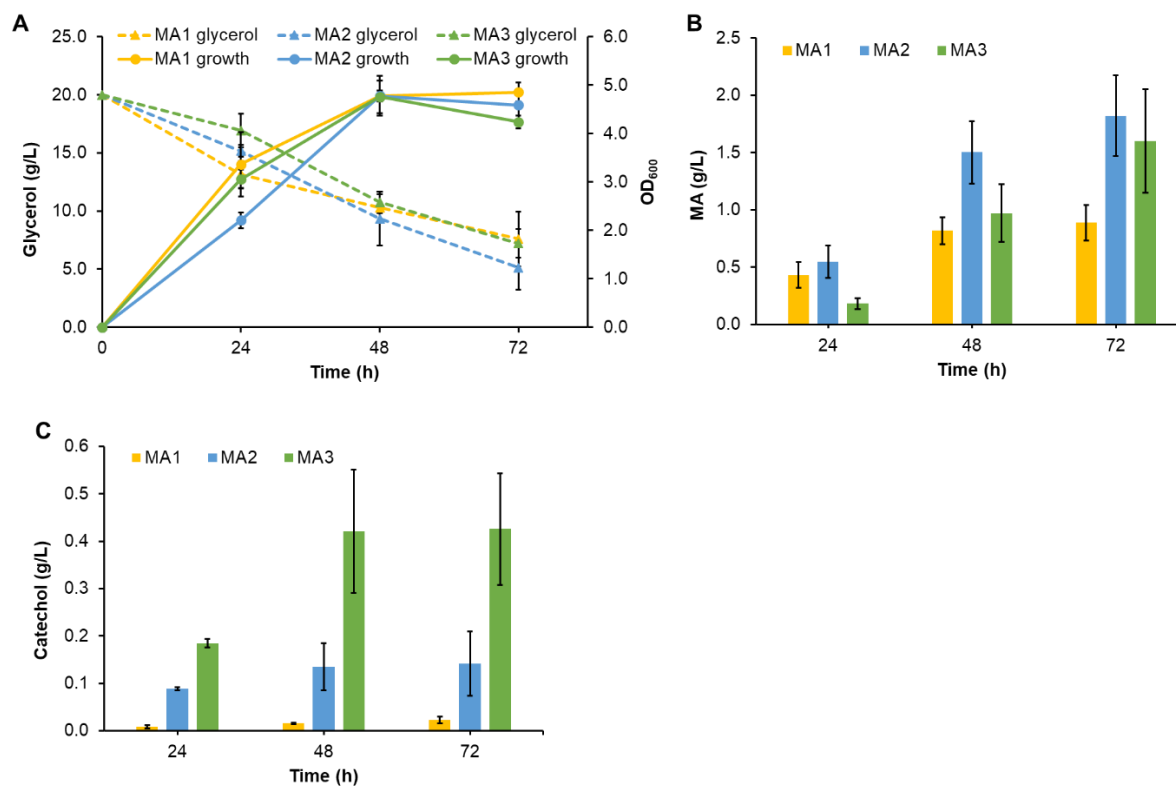 A
MA1 glycerol MA2 glycerol MA3 glycerol
MA1 growth MA2 growth MA3 growth
25.0
20.0
15.0
10.0
5.0
0.0
Glycerol (g/L)
6.0
5.0
4.0
3.0
2.0
1.0
0.0
OD600
0 24 48 72
Time (h)
B
MA1 MA2 MA3
2.5
2.0
1.5
1.0
0.5
0.0
MA (g/L)
24 48 72
Time (h)
C
MA1 MA2 MA3
0.6
0.5
0.4
0.3
0.2
0.1
0.0
Catechol (g/L)
24 48 72
Time (h)